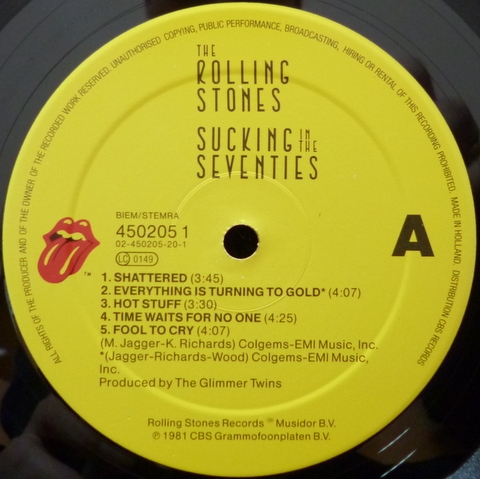 ALL RIGHTS OF THE PRODUCER AND OF THE OWNER OF THE RECORDED WORK RESERVED. UNAUTHORISED COPYING, PUBLIC PERFORMANCE, BROADCASTING, HIRING OR RENTAL OF THIS RECORDING PROHIBITED. MADE IN HOLLAND. DISTRIBUTION CBS RECORDS
THE
ROLLING
STONES
SUCKING IN THE
SEVENTIES
BIEM/STEMRA
450205 1
02-450205-20-1
LC 0149
A
TM
1. SHATTERED (3:45)
2. EVERYTHING IS TURNING TO GOLD* (4:07)
3. HOT STUFF (3:30)
4. TIME WAITS FOR NO ONE (4:25)
5. FOOL TO CRY (4:07)
(M. Jagger-K. Richards) Colgems-EMI Music, Inc.
*(Jagger-Richards-Wood) Colgems-EMI Music,
Inc.
Produced by The Glimmer Twins
Rolling Stones Records ® Musidor B.V.
℗ 1981 CBS Grammofoonplaten B.V.